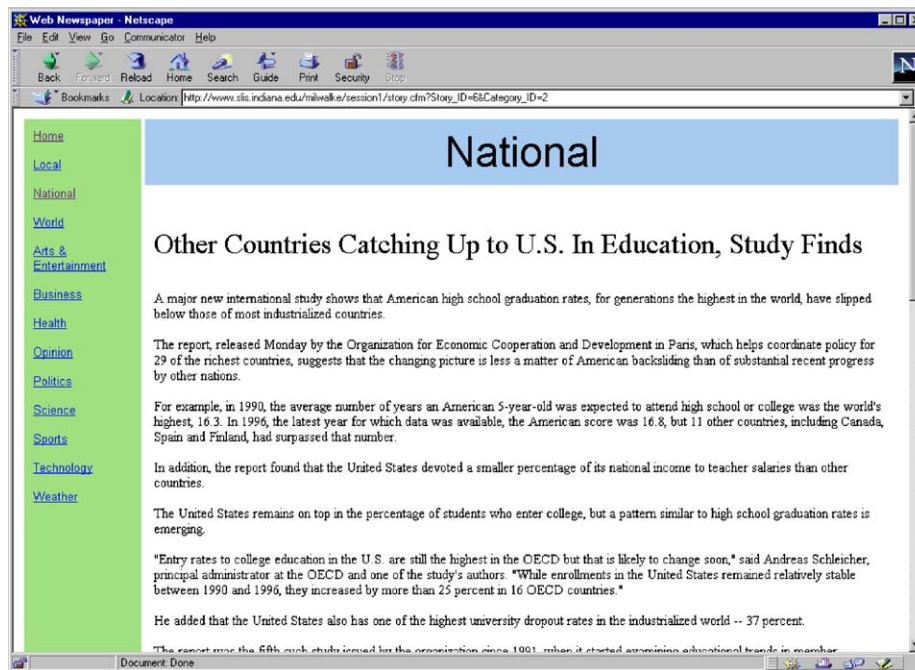 Web Newspaper - Netscape
File Edit View Go Communicator Help
Back Forward Reload Home Search Guide Print Security Stop
N
Bookmarks Location: http://www.slis.indiana.edu/milwalke/session1/story.cfm?Story_ID=6&Category_ID=2
Home
Local
National
World
Arts &
Entertainment
Business
Health
Opinion
Politics
Science
Sports
Technology
Weather
National
Other Countries Catching Up to U.S. In Education, Study Finds
A major new international study shows that American high school graduation rates, for generations the highest in the world, have slipped
below those of most industrialized countries.
The report, released Monday by the Organization for Economic Cooperation and Development in Paris, which helps coordinate policy for
29 of the richest countries, suggests that the changing picture is less a matter of American backsliding than of substantial recent progress
by other nations.
For example, in 1990, the average number of years an American 5-year-old was expected to attend high school or college was the world's
highest, 16.3. In 1996, the latest year for which data was available, the American score was 16.8, but 11 other countries, including Canada,
Spain and Finland, had surpassed that number.
In addition, the report found that the United States devoted a smaller percentage of its national income to teacher salaries than other
countries.
The United States remains on top in the percentage of students who enter college, but a pattern similar to high school graduation rates is
emerging.
"Entry rates to college education in the U.S. are still the highest in the OECD but that is likely to change soon," said Andreas Schleicher,
principal administrator at the OECD and one of the study's authors. "While enrollments in the United States remained relatively stable
between 1990 and 1996, they increased by more than 25 percent in 16 OECD countries."
He added that the United States also has one of the highest university dropout rates in the industrialized world -- 37 percent.
The report was the fifth such study issued by the organization since 1991, when it started examining educational trends in member
Document: Done